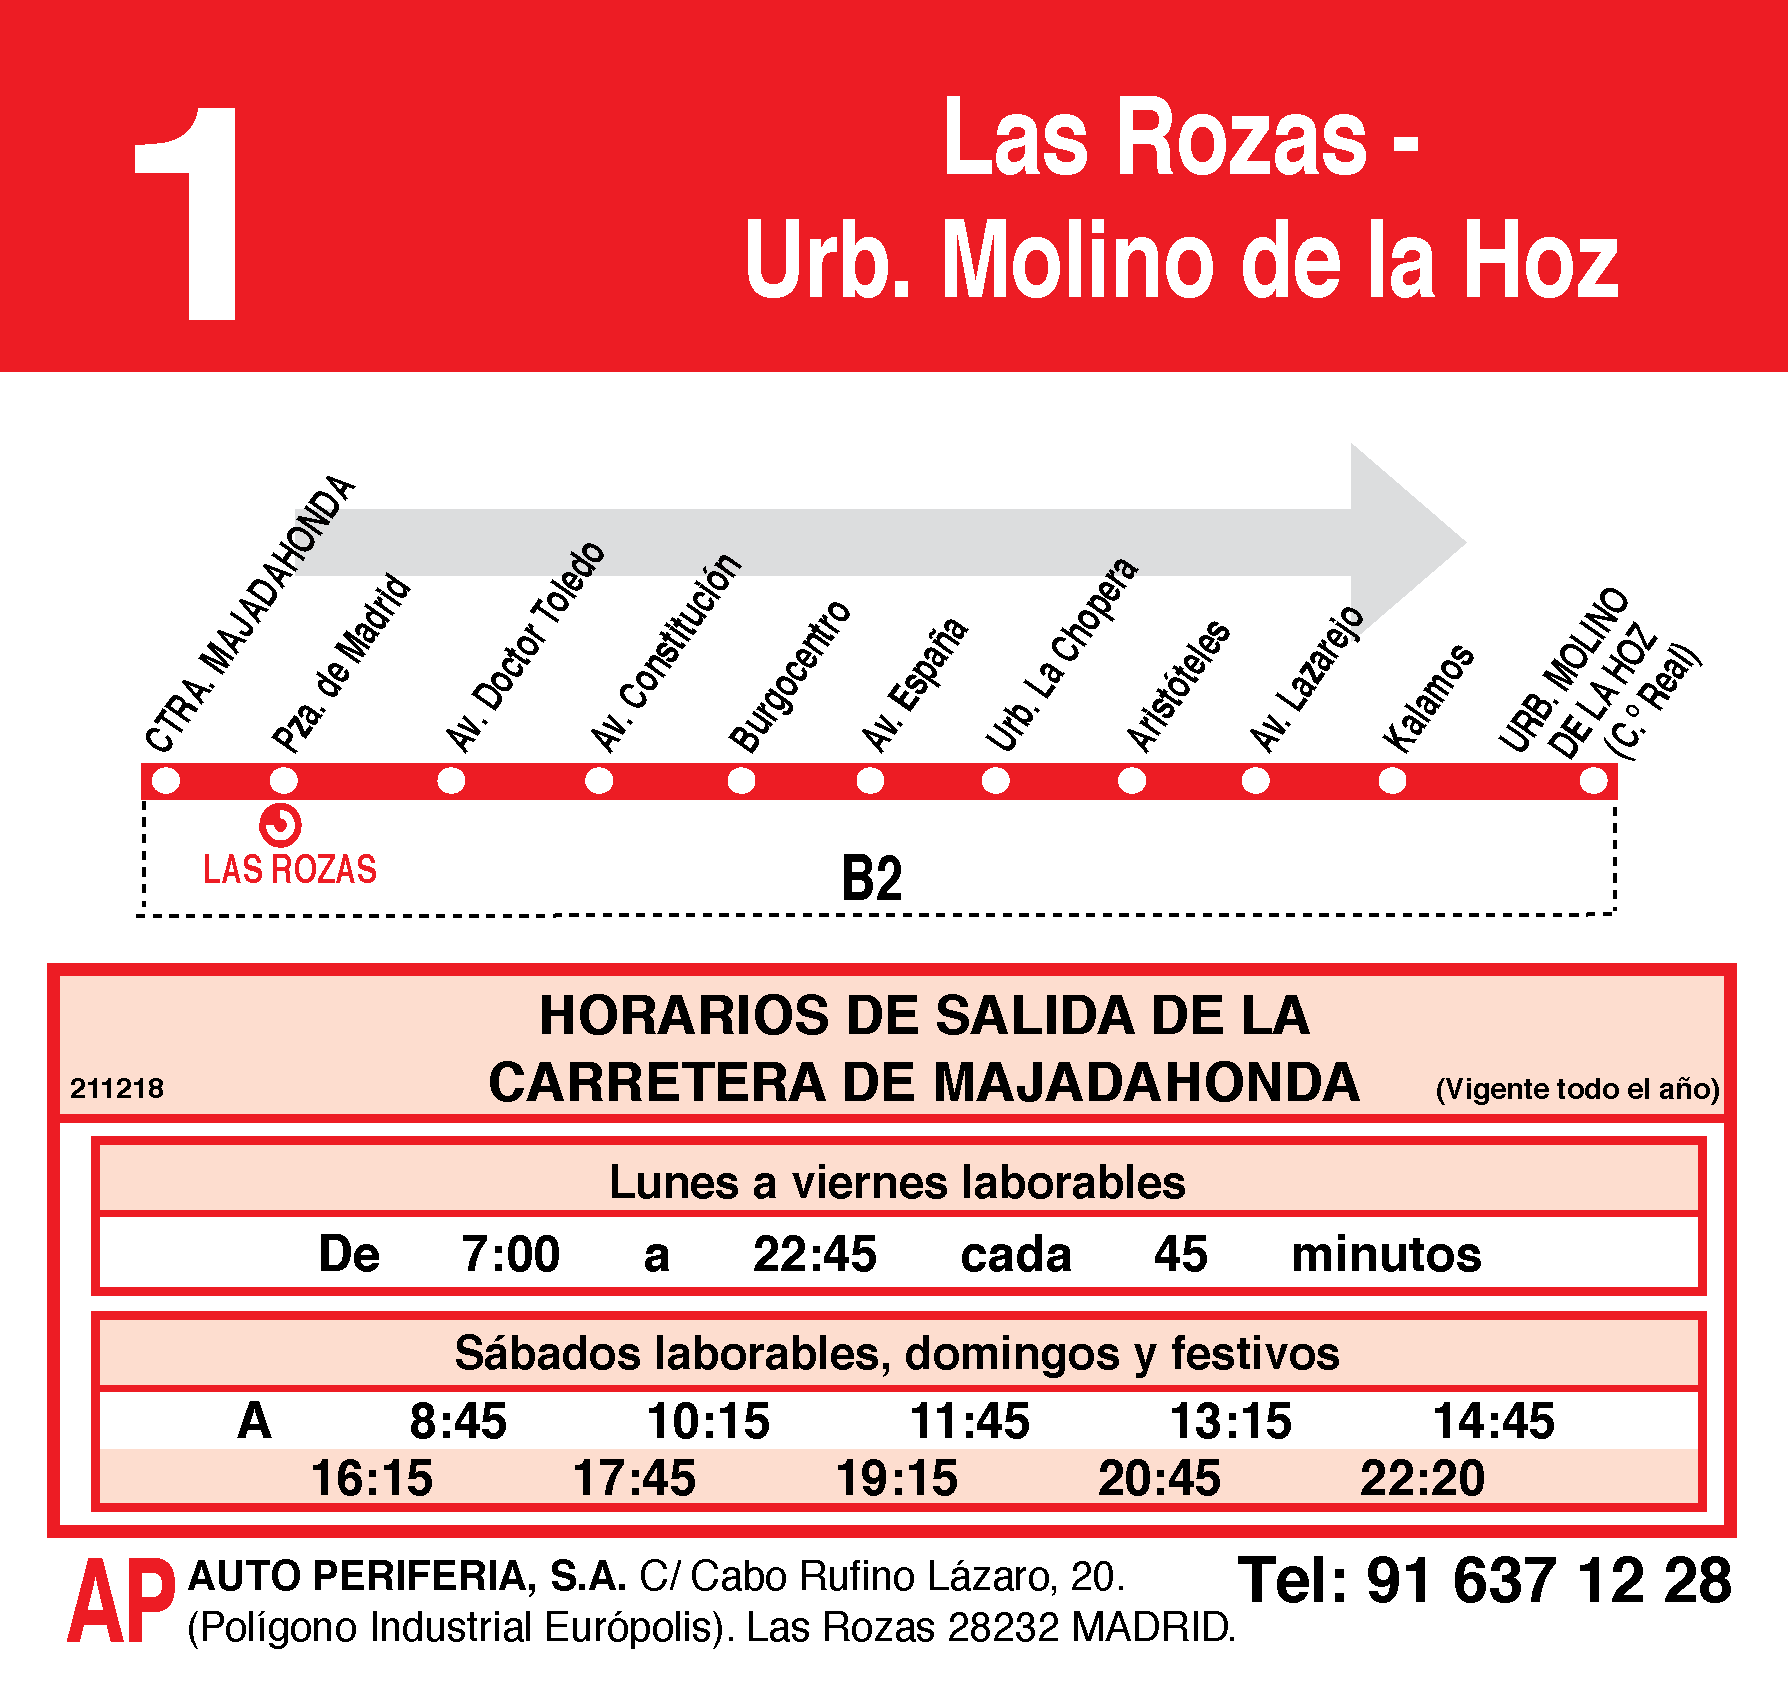 1
Las Rozas -
Urb. Molino de la Hoz
CTRA. MAJADAHONDA
Pza. de Madrid
Av. Doctor Toledo
Av. Constitución
Burgocentro
Av. España
Urb. La Chopera
Aristóteles
Av. Lazarejo
Kalamos
URB. MOLINO
DE LA HOZ
(C.º Real)
LAS ROZAS
B2
HORARIOS DE SALIDA DE LA
CARRETERA DE MAJADAHONDA
211218
(Vigente todo el año)
Lunes a viernes laborables
De 7:00 a 22:45 cada 45 minutos
Sábados laborables, domingos y festivos
A 8:45 10:15 11:45 13:15 14:45
16:15 17:45 19:15 20:45 22:20
AP
AUTO PERIFERIA, S.A. C/ Cabo Rufino Lázaro, 20.
(Polígono Industrial Európolis). Las Rozas 28232 MADRID.
Tel: 91 637 12 28